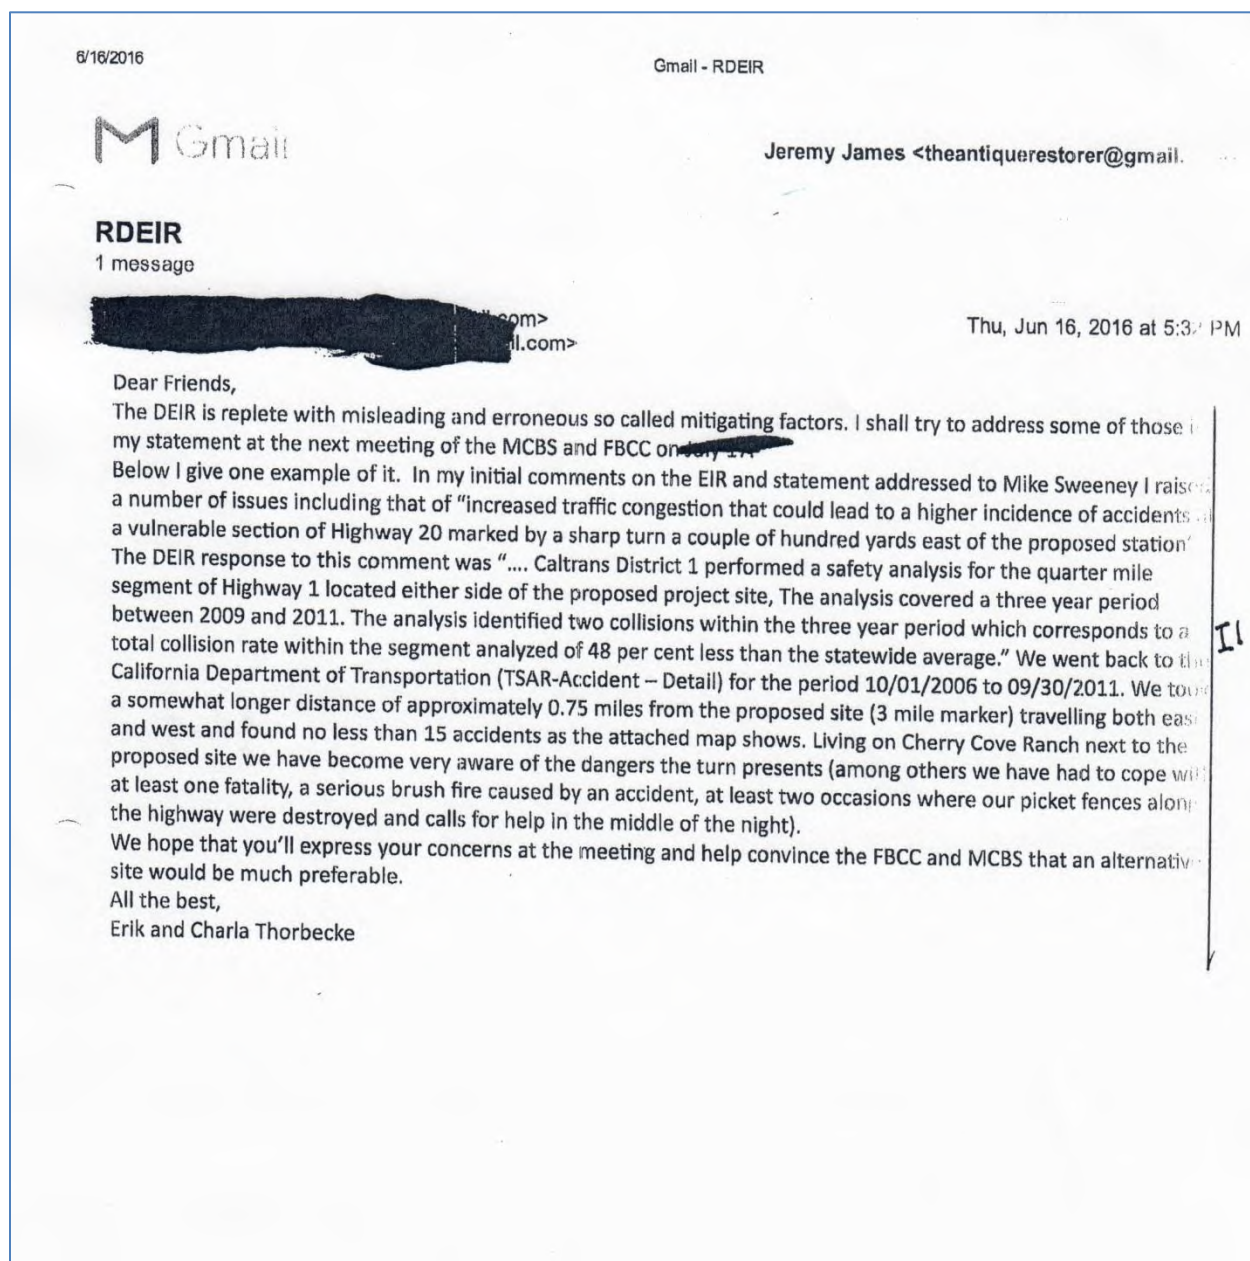 6/16/2016
Gmail - RDEIR
M Gmail
Jeremy James <theantiquerestorer@gmail.
RDEIR
1 message
om>
l.com>
Thu, Jun 16, 2016 at 5:3 PM
Dear Friends,
The DEIR is replete with misleading and erroneous so called mitigating factors. I shall try to address some of those i
my statement at the next meeting of the MCBS and FBCC on
Below I give one example of it. In my initial comments on the EIR and statement addressed to Mike Sweeney I raise
a number of issues including that of "increased traffic congestion that could lead to a higher incidence of accidents
a vulnerable section of Highway 20 marked by a sharp turn a couple of hundred yards east of the proposed station"
The DEIR response to this comment was ".... Caltrans District 1 performed a safety analysis for the quarter mile
segment of Highway 1 located either side of the proposed project site, The analysis covered a three year period
between 2009 and 2011. The analysis identified two collisions within the three year period which corresponds to a
total collision rate within the segment analyzed of 48 per cent less than the statewide average." We went back to the
California Department of Transportation (TSAR-Accident – Detail) for the period 10/01/2006 to 09/30/2011. We
a somewhat longer distance of approximately 0.75 miles from the proposed site (3 mile marker) travelling both eas
and west and found no less than 15 accidents as the attached map shows. Living on Cherry Cove Ranch next to the
proposed site we have become very aware of the dangers the turn presents (among others we have had to cope wi
at least one fatality, a serious brush fire caused by an accident, at least two occasions where our picket fences along
the highway were destroyed and calls for help in the middle of the night).
We hope that you'll express your concerns at the meeting and help convince the FBCC and MCBS that an alternativ
site would be much preferable.
All the best,
Erik and Charla Thorbecke
I1